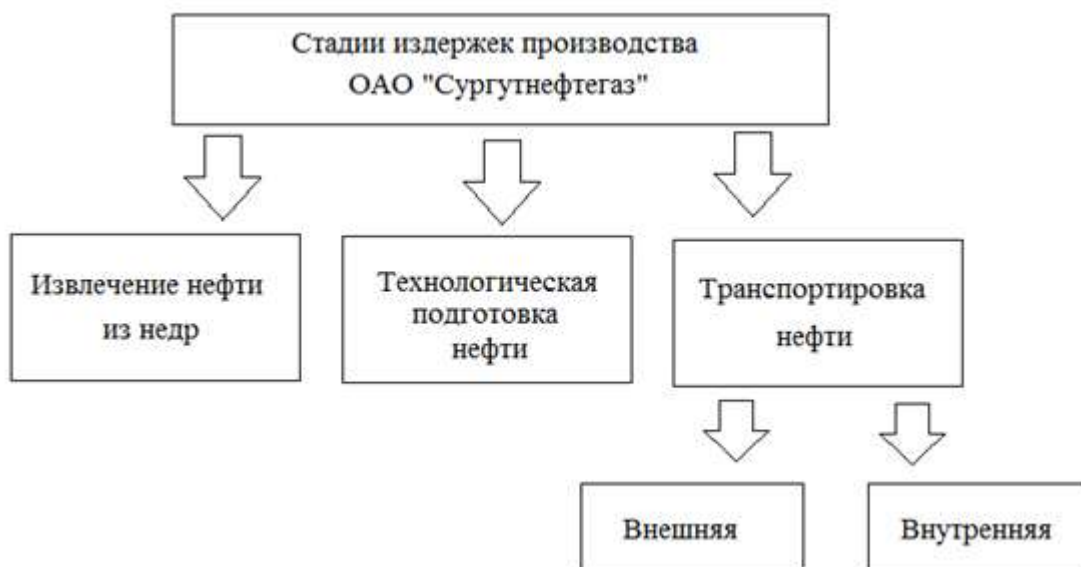 Стадии издержек производства
ОАО "Сургутнефтегаз"
Извлечение нефти
из недр
Технологическая
подготовка
нефти
Транспортировка
нефти
Внешняя
Внутренняя